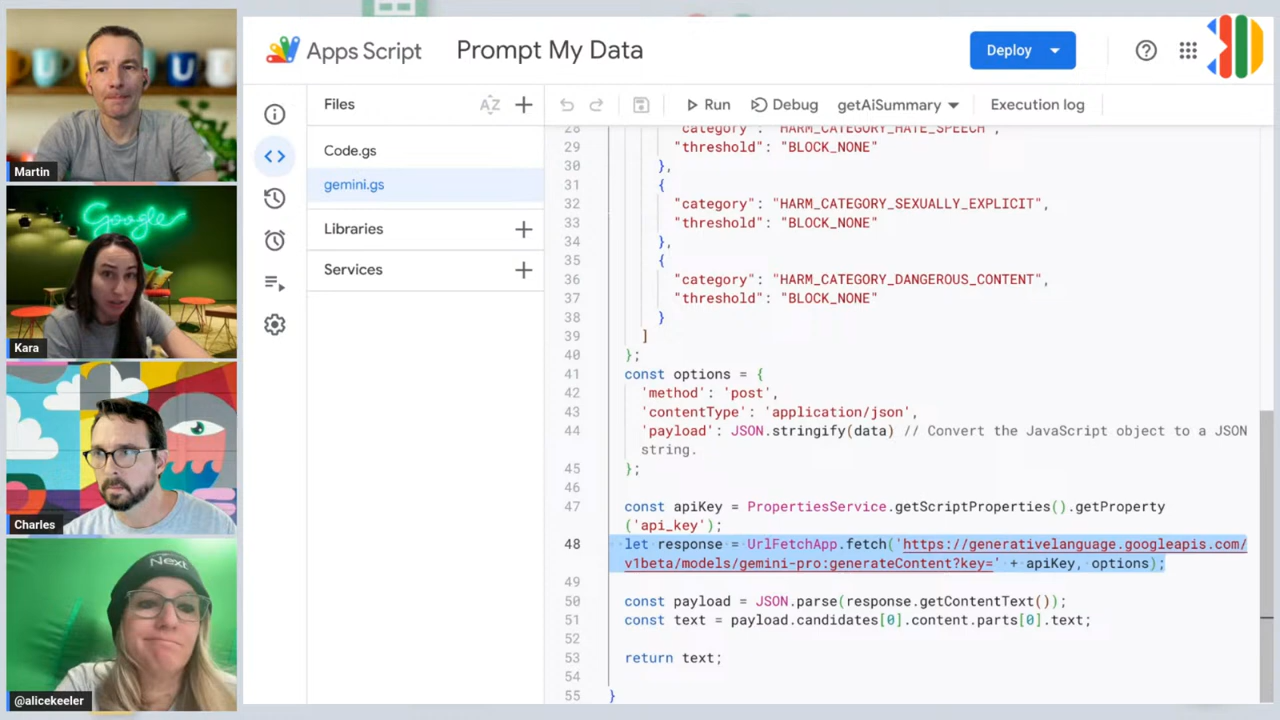 Martin
Google
Kara
Charles
Next
@alicekeeler
Apps Script
Prompt My Data
Deploy
Files
AZ
Run
Debug
getAiSummary
Execution log
Code.gs
gemini.gs
Libraries
Services
28 "category": "HARM_CATEGORY_HATE_SPEECH",
29 "threshold": "BLOCK_NONE"
30 },
31 {
32 "category": "HARM_CATEGORY_SEXUALLY_EXPLICIT",
33 "threshold": "BLOCK_NONE"
34 },
35 {
36 "category": "HARM_CATEGORY_DANGEROUS_CONTENT",
37 "threshold": "BLOCK_NONE"
38 }
39 ]
40 };
41 const options = {
42 'method': 'post',
43 'contentType': 'application/json',
44 'payload': JSON.stringify(data) // Convert the JavaScript object to a JSON
string.
45 };
46
47 const apiKey = PropertiesService.getScriptProperties().getProperty
('api_key');
48 let response = UrlFetchApp.fetch('https://generativelanguage.googleapis.com/
v1beta/models/gemini-pro:generateContent?key=' + apiKey, options);
49
50 const payload = JSON.parse(response.getContentText());
51 const text = payload.candidates[0].content.parts[0].text;
52
53 return text;
54
55 }